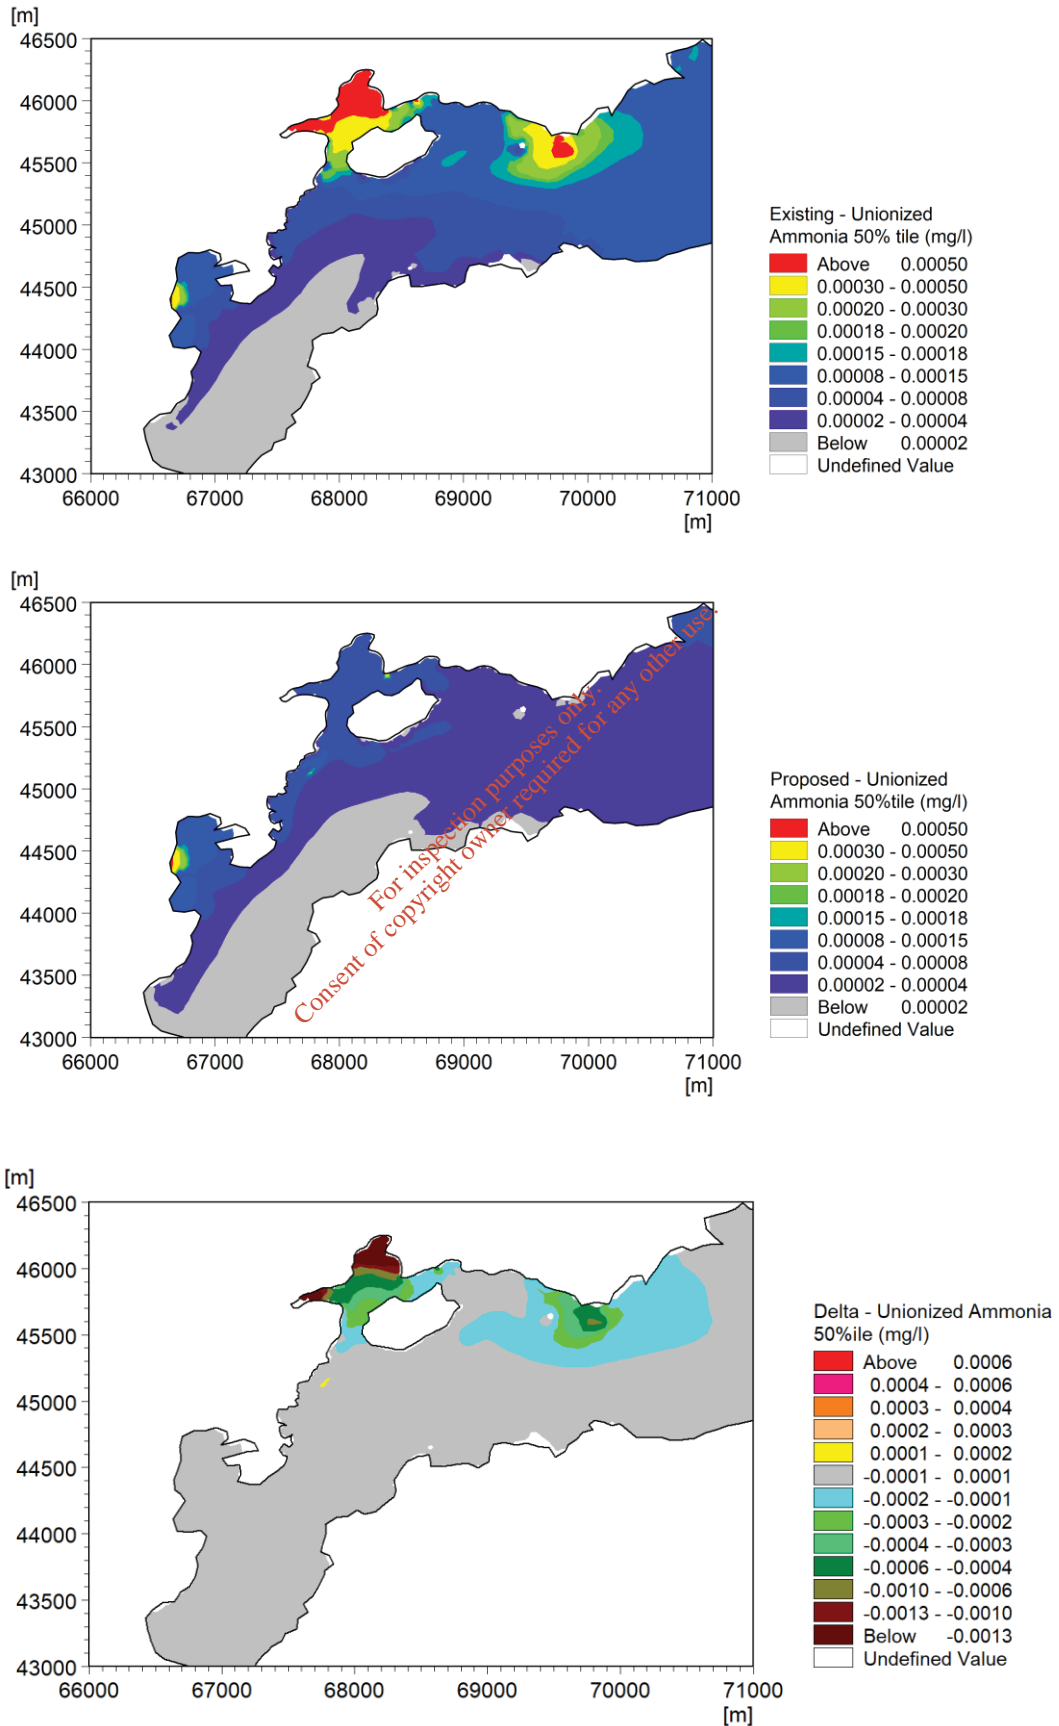 [m]
46500
46000
45500
45000
44500
44000
43500
43000
66000 67000 68000 69000 70000 71000
[m]
Existing - Unionized
Ammonia 50% tile (mg/l)
Above 0.00050
0.00030 - 0.00050
0.00020 - 0.00030
0.00018 - 0.00020
0.00015 - 0.00018
0.00008 - 0.00015
0.00004 - 0.00008
0.00002 - 0.00004
Below 0.00002
Undefined Value
[m]
46500
46000
45500
45000
44500
44000
43500
43000
66000 67000 68000 69000 70000 71000
[m]
For inspection purposes only.
Consent of copyright owner required for any other use.
Proposed - Unionized
Ammonia 50%tile (mg/l)
Above 0.00050
0.00030 - 0.00050
0.00020 - 0.00030
0.00018 - 0.00020
0.00015 - 0.00018
0.00008 - 0.00015
0.00004 - 0.00008
0.00002 - 0.00004
Below 0.00002
Undefined Value
[m]
46500
46000
45500
45000
44500
44000
43500
43000
66000 67000 68000 69000 70000 71000
[m]
Delta - Unionized Ammonia
50%ile (mg/l)
Above 0.0006
0.0004 - 0.0006
0.0003 - 0.0004
0.0002 - 0.0003
0.0001 - 0.0002
-0.0001 - 0.0001
-0.0002 - -0.0001
-0.0003 - -0.0002
-0.0004 - -0.0003
-0.0006 - -0.0004
-0.0010 - -0.0006
-0.0013 - -0.0010
Below -0.0013
Undefined Value